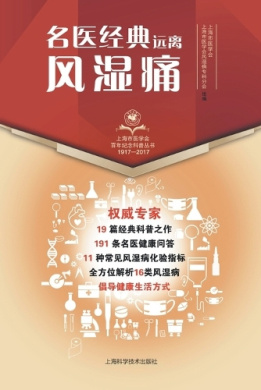 名医经典远离
风湿痛
上海市医学会
上海市医学会风湿病专科分会 编著
上海市医学会
百年纪念科普丛书
1917—2017
权威专家
19 篇经典科普之作
191 条名医健康问答
11 种常见风湿病化验指标
全方位解析16类风湿病
倡导健康生活方式
上海科学技术出版社